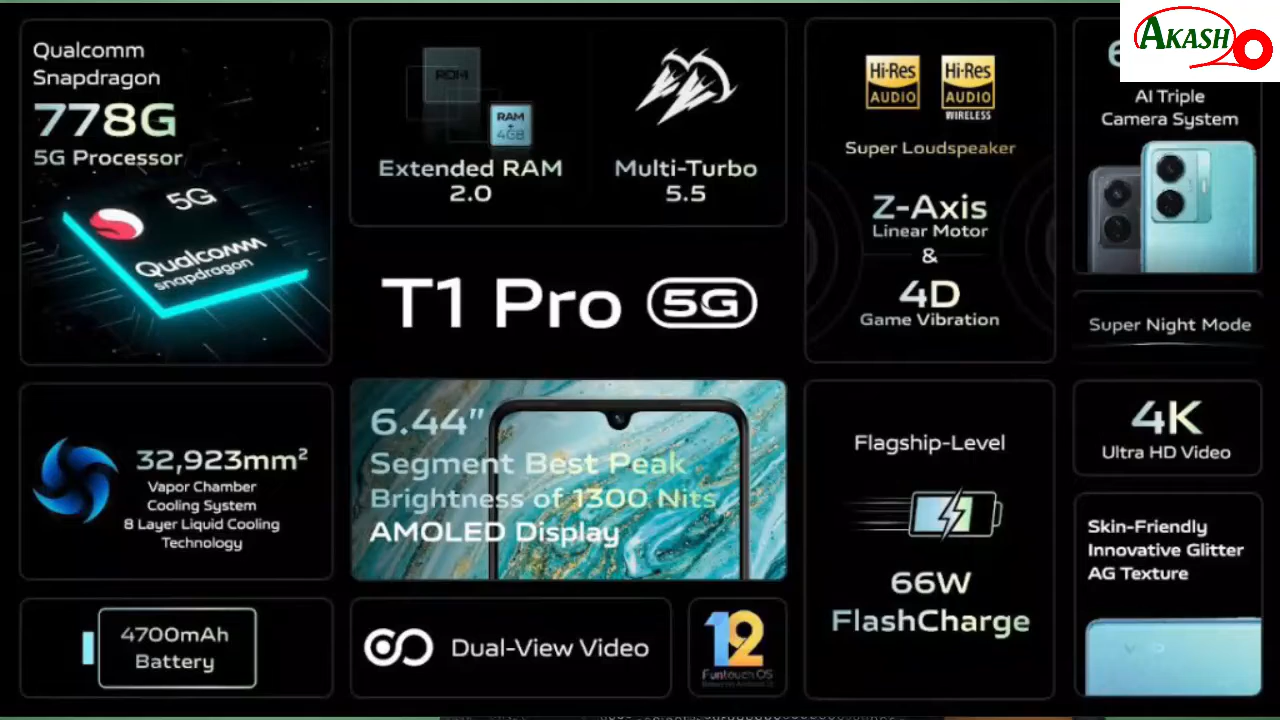 Qualcomm
Snapdragon
778G
5G Processor
5G
Qualcomm
snapdragon
RAM
+
4GB
Extended RAM
2.0
Multi-Turbo
5.5
Hi-Res
AUDIO
Hi-Res
AUDIO
WIRELESS
Super Loudspeaker
Z-Axis
Linear Motor
&
4D
Game Vibration
AKASH
AI Triple
Camera System
Super Night Mode
T1 Pro 5G
32,923mm²
Vapor Chamber
Cooling System
8 Layer Liquid Cooling
Technology
6.44"
Segment Best Peak
Brightness of 1300 Nits
AMOLED Display
Flagship-Level
66W
FlashCharge
4K
Ultra HD Video
Skin-Friendly
Innovative Glitter
AG Texture
4700mAh
Battery
Dual-View Video
12
Funtouch OS